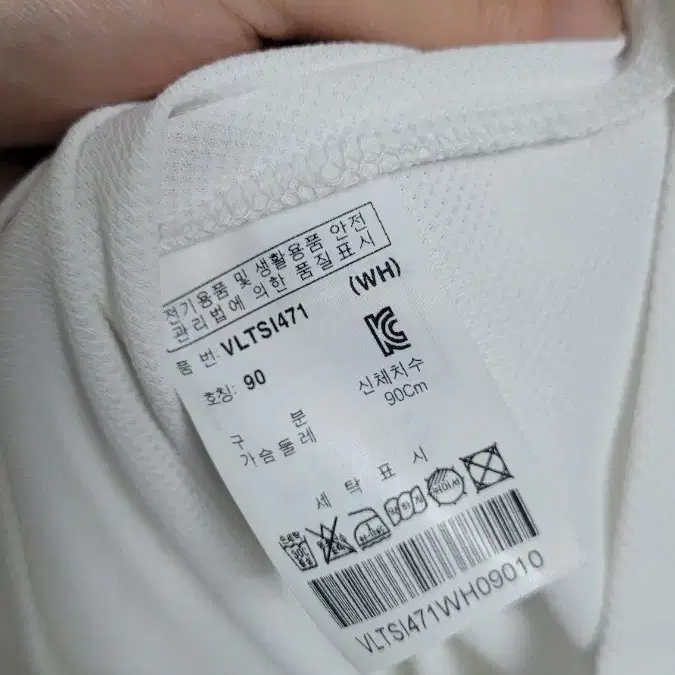 전기용품 및 생활용품 안전
관리법에 의한 품질표시
품 번: VLTSI471 (WH)
호칭: 90
신체치수
90Cm
구 분
가슴둘레
세 탁 표 시
VLTSI471WH09010